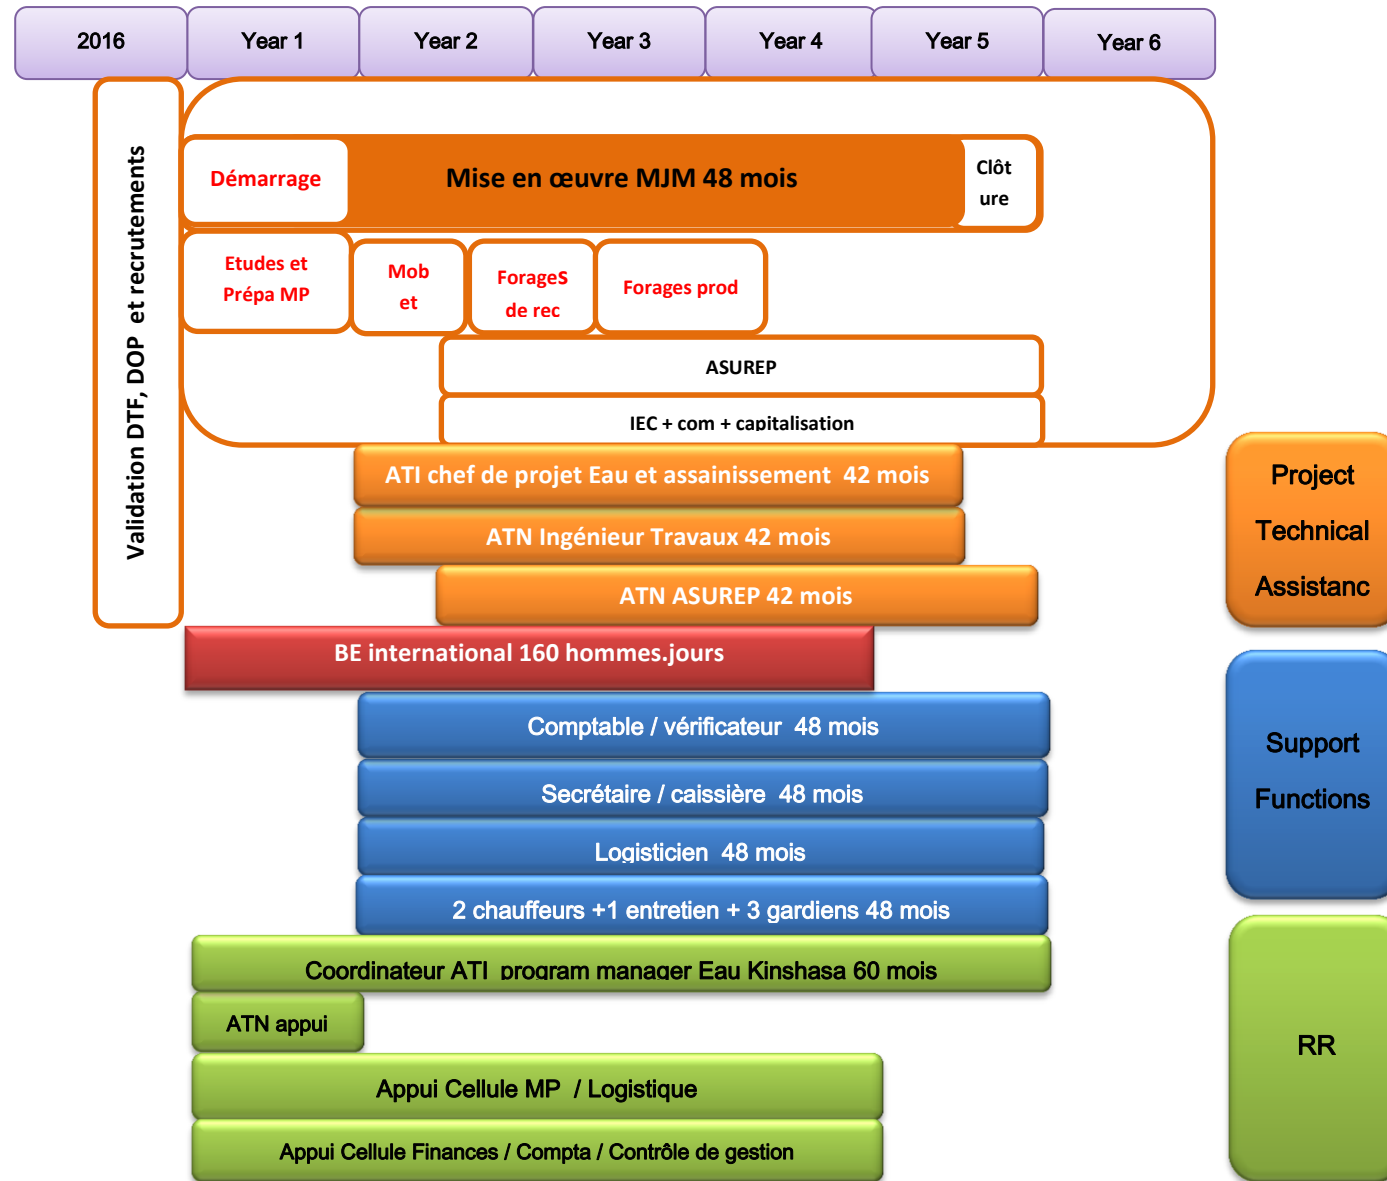 2016
Year 1
Year 2
Year 3
Year 4
Year 5
Year 6
Validation DTF, DOP et recrutements
Démarrage
Mise en œuvre MJM 48 mois
Clôt
ure
Etudes et
Prépa MP
Mob
et
Forages
de rec
Forages prod
ASUREP
IEC + com + capitalisation
ATI chef de projet Eau et assainissement 42 mois
ATN Ingénieur Travaux 42 mois
ATN ASUREP 42 mois
Project
Technical
Assistanc
BE international 160 hommes.jours
Comptable / vérificateur 48 mois
Secrétaire / caissière 48 mois
Logisticien 48 mois
2 chauffeurs +1 entretien + 3 gardiens 48 mois
Support
Functions
Coordinateur ATI program manager Eau Kinshasa 60 mois
ATN appui
Appui Cellule MP / Logistique
Appui Cellule Finances / Compta / Contrôle de gestion
RR